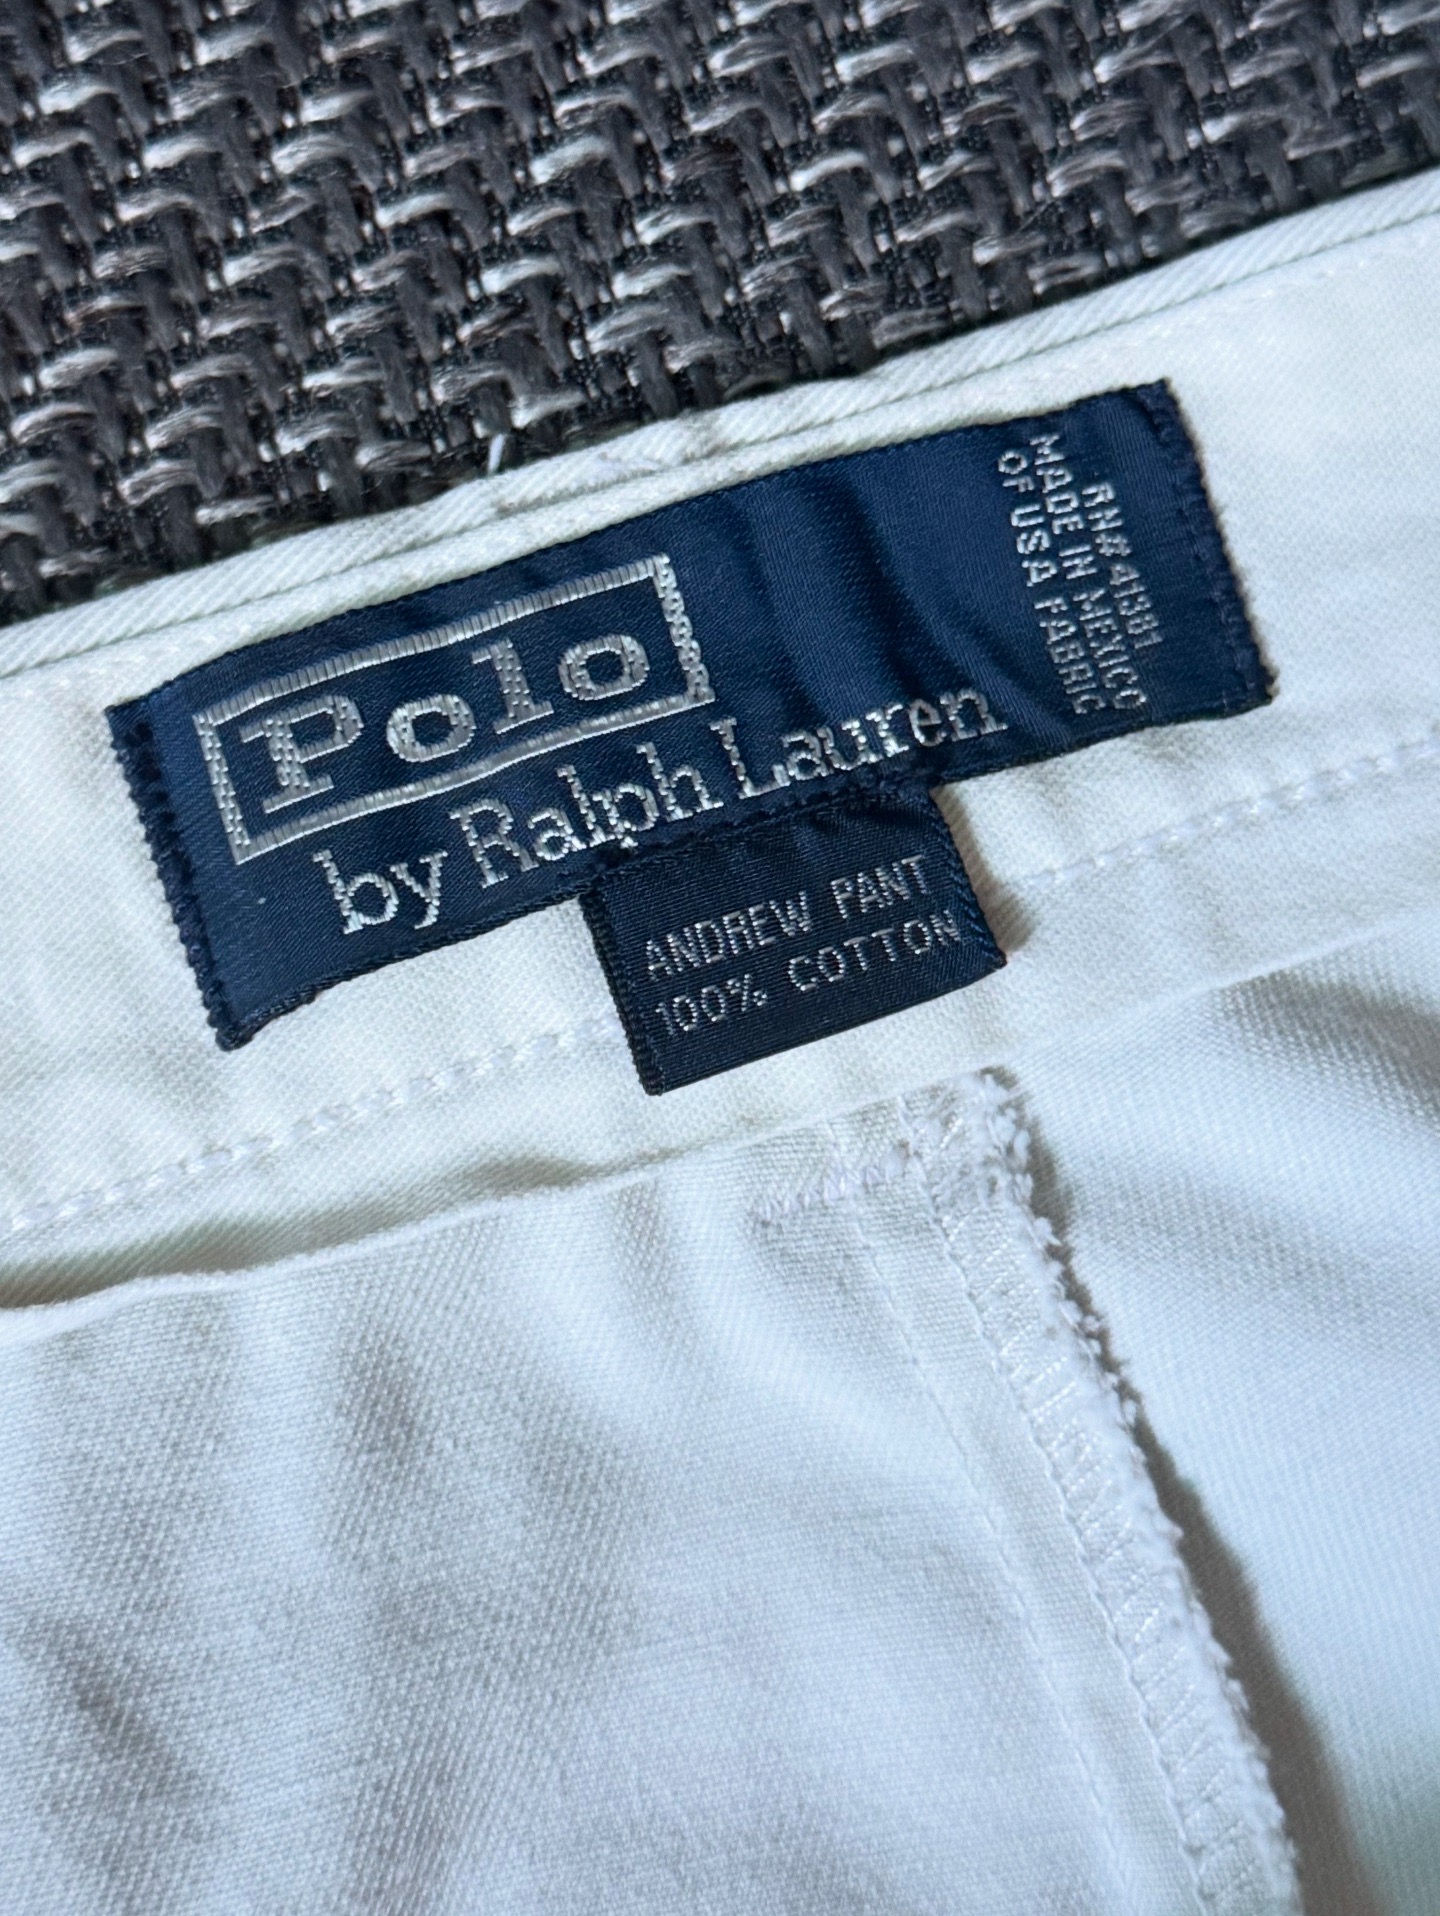 Polo
by Ralph Lauren
RN#41381
MADE IN MEXICO
OF USA FABRIC
ANDREW PANT
100% COTTON